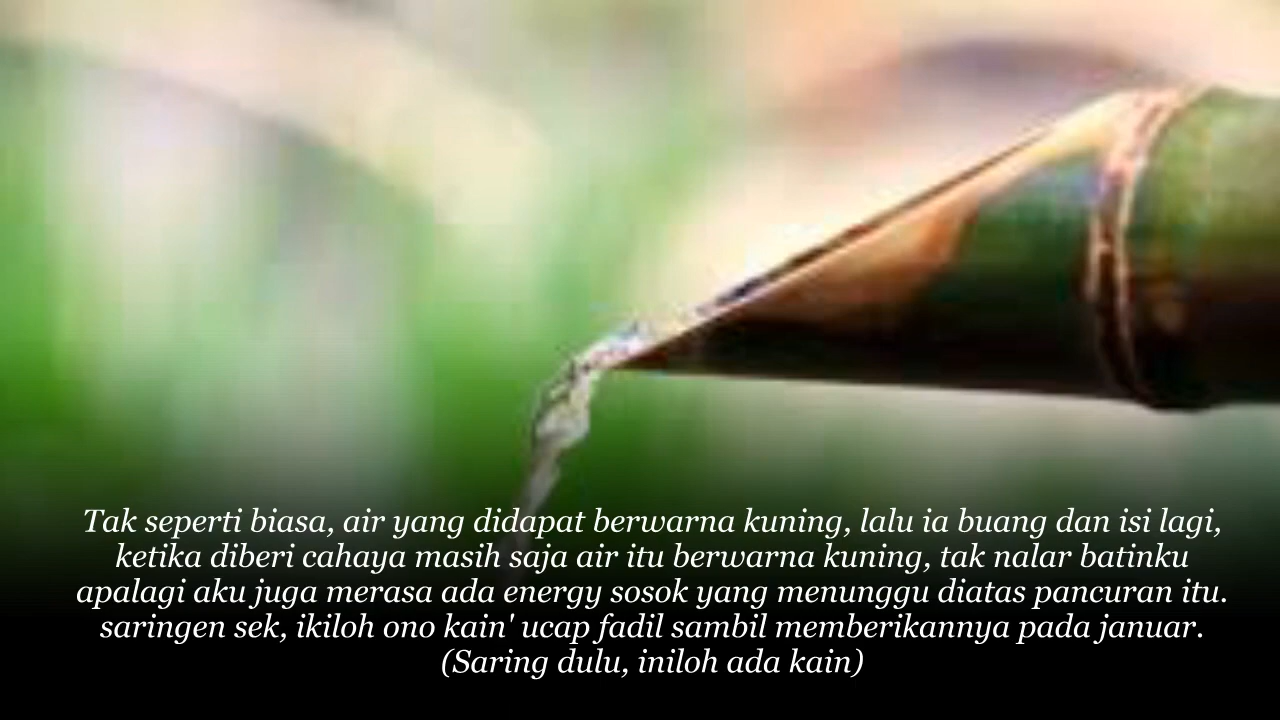 Tak seperti biasa, air yang didapat berwarna kuning, lalu ia buang dan isi lagi,
ketika diberi cahaya masih saja air itu berwarna kuning, tak nalar batinku
apalagi aku juga merasa ada energy sosok yang menunggu diatas pancuran itu.
saringen sek, ikiloh ono kain' ucap fadil sambil memberikannya pada januar.
(Saring dulu, iniloh ada kain)